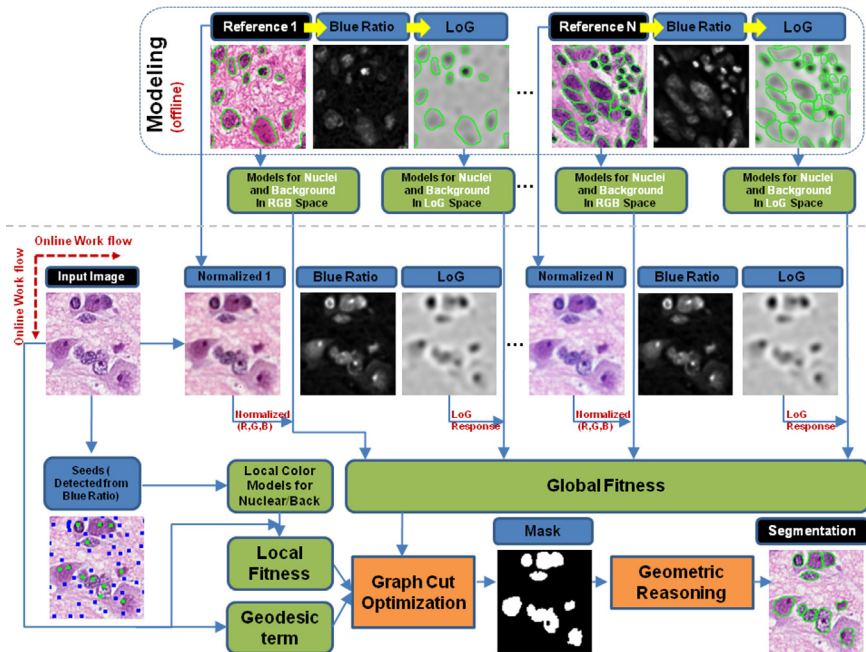 Modeling
(offline)
Reference 1
Blue Ratio
LoG
...
Reference N
Blue Ratio
LoG
Models for Nuclei
and Background
In RGB Space
Models for Nuclei
and Background
In LoG Space
...
Models for Nuclei
and Background
In RGB Space
Models for Nuclei
and Background
In LoG Space
Online Work flow
Online Work flow
Input Image
Normalized 1
Blue Ratio
LoG
...
Normalized N
Blue Ratio
LoG
Normalized
(R,G,B)
LoG
Response
Normalized
(R,G,B)
LoG
Response
Seeds (
Detected from
Blue Ratio)
Local Color
Models for
Nuclear/Back
Global Fitness
Local
Fitness
Geodesic
term
Graph Cut
Optimization
Mask
Geometric
Reasoning
Segmentation